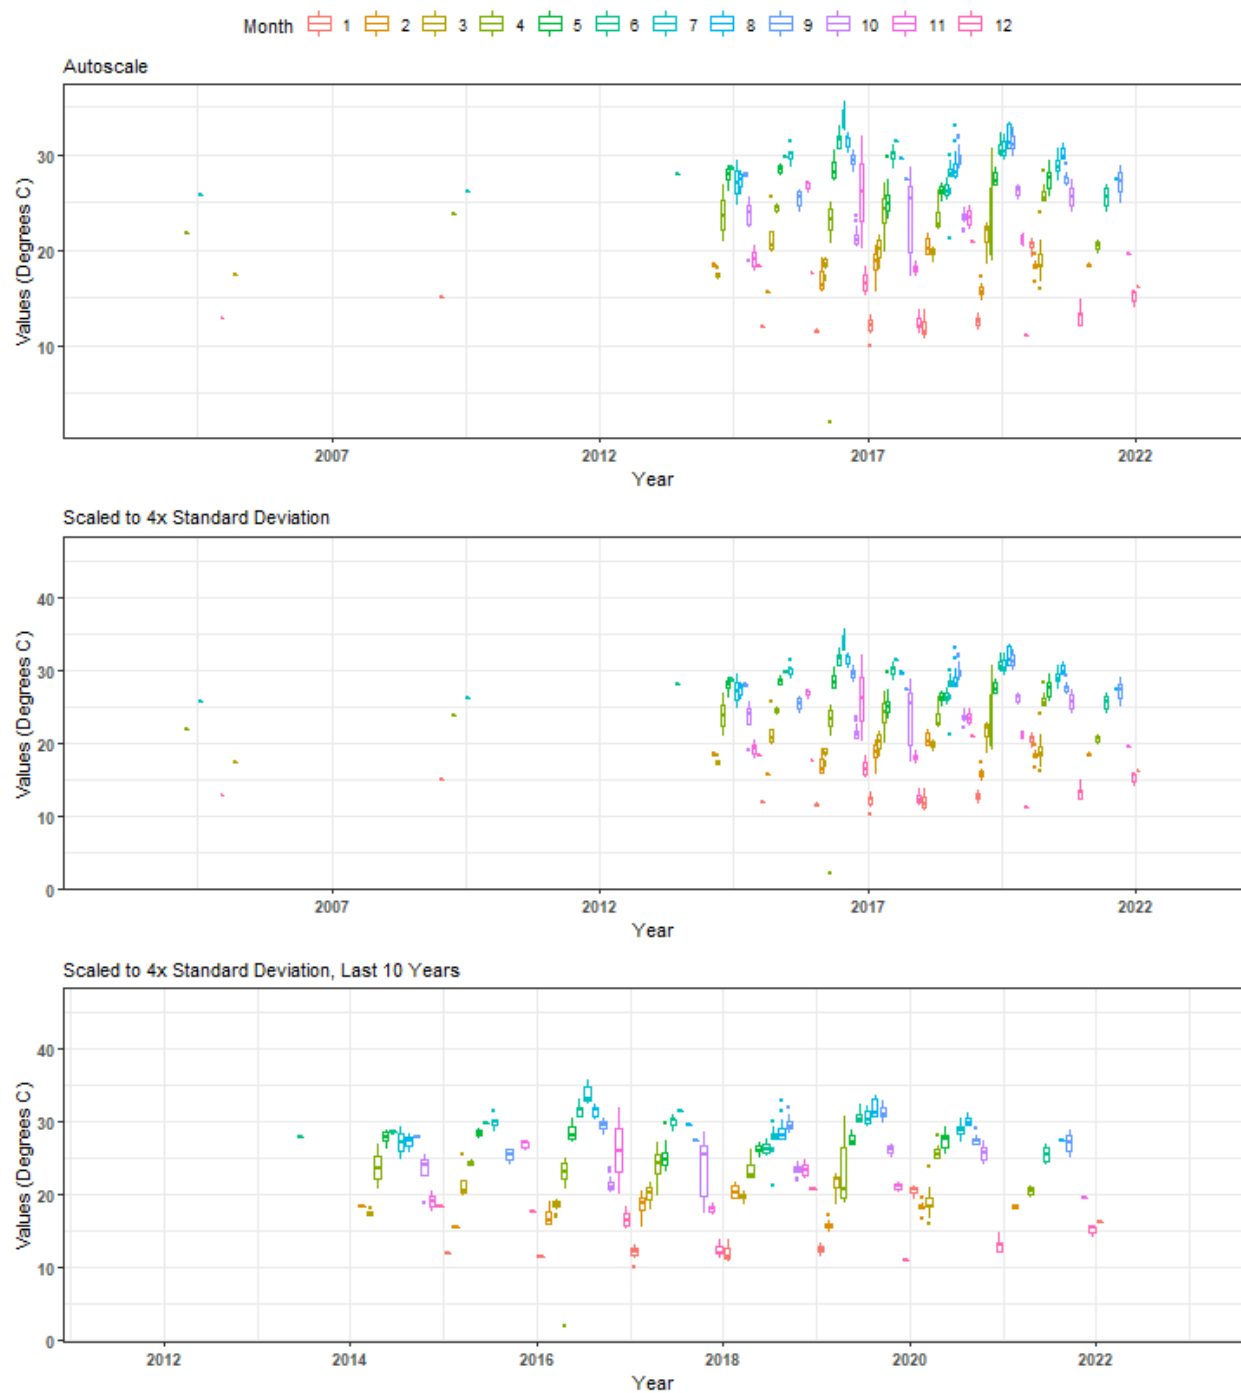 Month 1 2 3 4 5 6 7 8 9 10 11 12
Autoscale
Values (Degrees C)
30
20
10
2007 2012 2017 2022
Year
Scaled to 4x Standard Deviation
Values (Degrees C)
40
30
20
10
0
2007 2012 2017 2022
Year
Scaled to 4x Standard Deviation, Last 10 Years
Values (Degrees C)
40
30
20
10
0
2012 2014 2016 2018 2020 2022
Year